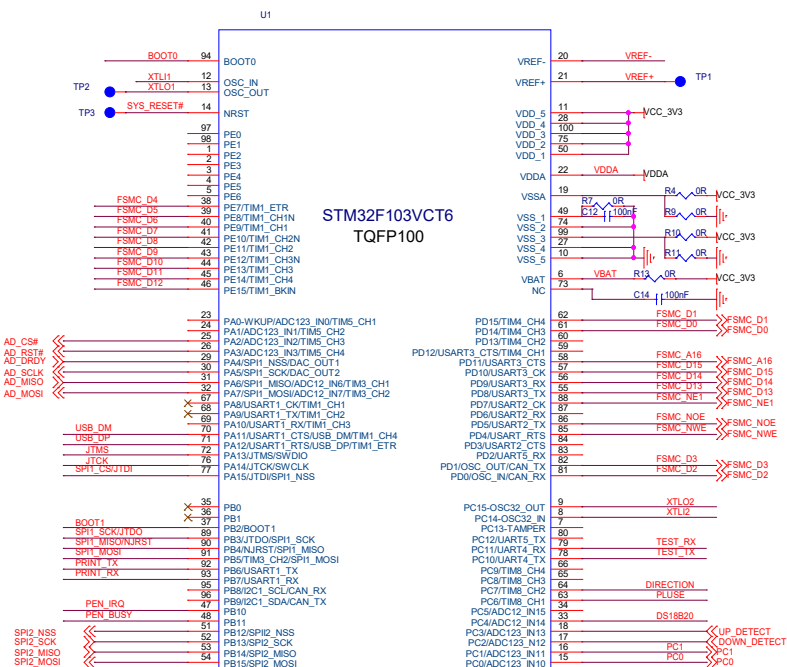 U1
BOOT0 94 BOOT0 VREF- 20 VREF-
XTLI1 12 OSC_IN VREF+ 21 VREF+ TP1
TP2 XTLO1 13 OSC_OUT
TP3 SYS_RESET# 14 NRST VDD_5 11 VCC_3V3
VDD_4 28
97 PE0 VDD_3 100
98 PE1 VDD_2 75
1 PE2 VDD_1 50
2 PE3
3 PE4 VDDA 22 VDDA VDDA
4 PE5
5 PE6 VSSA 19 R4 0R VCC_3V3
FSMC_D4 38 PE7/TIM1_ETR R7 0R
FSMC_D5 39 PE8/TIM1_CH1N VSS_1 49 C12 100nF R9 0R
FSMC_D6 40 PE9/TIM1_CH1 VSS_2 74
FSMC_D7 41 PE10/TIM1_CH2N VSS_3 99 R10 0R VCC_3V3
FSMC_D8 42 PE11/TIM1_CH2 VSS_4 27
FSMC_D9 43 PE12/TIM1_CH3N VSS_5 10 R11 0R
FSMC_D10 44 PE13/TIM1_CH3
FSMC_D11 45 PE14/TIM1_CH4 VBAT 6 VBAT R13 0R VCC_3V3
FSMC_D12 46 PE15/TIM1_BKIN NC 73 C14 100nF
STM32F103VCT6
TQFP100
23 PA0-WKUP/ADC123_IN0/TIM5_CH1 PD15/TIM4_CH4 62 FSMC_D1 FSMC_D1
24 PA1/ADC123_IN1/TIM5_CH2 PD14/TIM4_CH3 61 FSMC_D0 FSMC_D0
AD_CS# 25 PA2/ADC123_IN2/TIM5_CH3 PD13/TIM4_CH2 60
AD_RST# 26 PA3/ADC123_IN3/TIM5_CH4 PD12/USART3_CTS/TIM4_CH1 59
AD_DRDY 29 PA4/SPI1_NSS/DAC_OUT1 PD11/USART3_CTS 58 FSMC_A16 FSMC_A16
AD_SCLK 30 PA5/SPI1_SCK/DAC_OUT2 PD10/USART3_CK 57 FSMC_D15 FSMC_D15
AD_MISO 31 PA6/SPI1_MISO/ADC12_IN6/TIM3_CH1 PD9/USART3_RX 56 FSMC_D14 FSMC_D14
AD_MOSI 32 PA7/SPI1_MOSI/ADC12_IN7/TIM3_CH2 PD8/USART3_TX 55 FSMC_D13 FSMC_D13
67 PA8/USART1_CK/TIM1_CH1 PD7/USART2_CK 88 FSMC_NE1 FSMC_NE1
68 PA9/USART1_TX/TIM1_CH2 PD6/USART2_RX 87
69 PA10/USART1_RX/TIM1_CH3 PD5/USART2_TX 86 FSMC_NOE FSMC_NOE
USB_DM 70 PA11/USART1_CTS/USB_DM/TIM1_CH4 PD4/USART_RTS 85 FSMC_NWE FSMC_NWE
USB_DP 71 PA12/USART1_RTS/USB_DP/TIM1_ETR PD3/USART2_CTS 84
JTMS 72 PA13/JTMS/SWDIO PD2/UART5_RX 83
JTCK 76 PA14/JTCK/SWCLK PD1/OSC_OUT/CAN_TX 82 FSMC_D3 FSMC_D3
SPI1_CS/JTDI 77 PA15/JTDI/SPI1_NSS PD0/OSC_IN/CAN_RX 81 FSMC_D2 FSMC_D2
35 PB0 PC15-OSC32_OUT 9 XTLO2
36 PB1 PC14-OSC32_IN 8 XTLI2
BOOT1 37 PB2/BOOT1 PC13-TAMPER 7
SPI1_SCK/JTDO 89 PB3/JTDO/SPI1_SCK PC12/UART5_TX 80
SPI1_MISO/NJRST 90 PB4/NJRST/SPI1_MISO PC11/UART4_RX 79 TEST_RX
SPI1_MOSI 91 PB5/TIM3_CH2/SPI1_MOSI PC10/UART4_TX 78 TEST_TX
PRINT_TX 92 PB6/USART1_TX PC9/TIM8_CH4 66
PRINT_RX 93 PB7/USART1_RX PC8/TIM8_CH3 65
95 PB8/I2C1_SCL/CAN_RX PC7/TIM8_CH2 64 DIRECTION
96 PB9/I2C1_SDA/CAN_TX PC6/TIM8_CH1 63 PLUSE
PEN_IRQ 47 PB10 PC5/ADC12_IN15 34
PEN_BUSY 48 PB11 PC4/ADC12_IN14 33 DS18B20
SPI2_NSS 51 PB12/SPII2_NSS PC3/ADC123_IN13 18 UP_DETECT
SPI2_SCK 52 PB13/SPI2_SCK PC2/ADC123_IN12 17 DOWN_DETECT
SPI2_MISO 53 PB14/SPI2_MISO PC1/ADC123_IN11 16 PC1 PC1
SPI2_MOSI 54 PB15/SPI2_MOSI PC0/ADC123_IN10 15 PC0 PC0